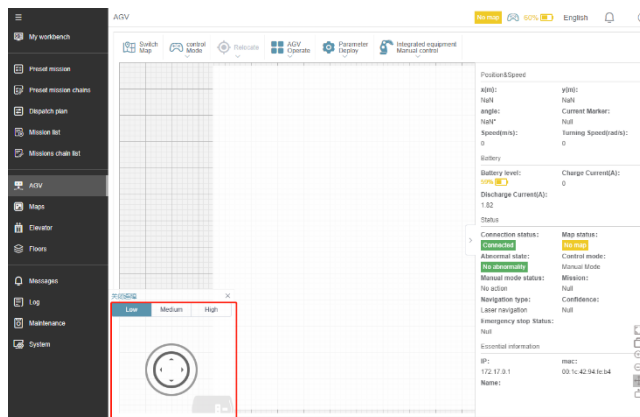 AGV
No map
60%
English
My workbench
Preset mission
Preset mission chains
Dispatch plan
Mission list
Missions chain list
AGV
Maps
Elevator
Floors
Messages
Log
Maintenance
System
Switch
Map
control
Mode
Relocate
AGV
Operate
Parameter
Deploy
Integrated equipment
Manual control
Position&Speed
x(m): y(m):
NaN NaN
angle: Current Marker:
NaN° Null
Speed(m/s): Turning Speed(rad/s):
0 0
Battery
Battery level: Charge Current(A):
60% 0
Discharge Current(A):
1.02
Status
Connection status: Map status:
Connected No map
Abnormal state: Control mode:
No abnormality Manual Mode
Manual mode status: Mission:
No action Null
Navigation type: Confidence:
Laser navigation Null
Emergency stop Status:
Null
Essential information
IP: mac:
172.17.0.1 00:1c:42:94:fc:b4
Name:
Low Medium High